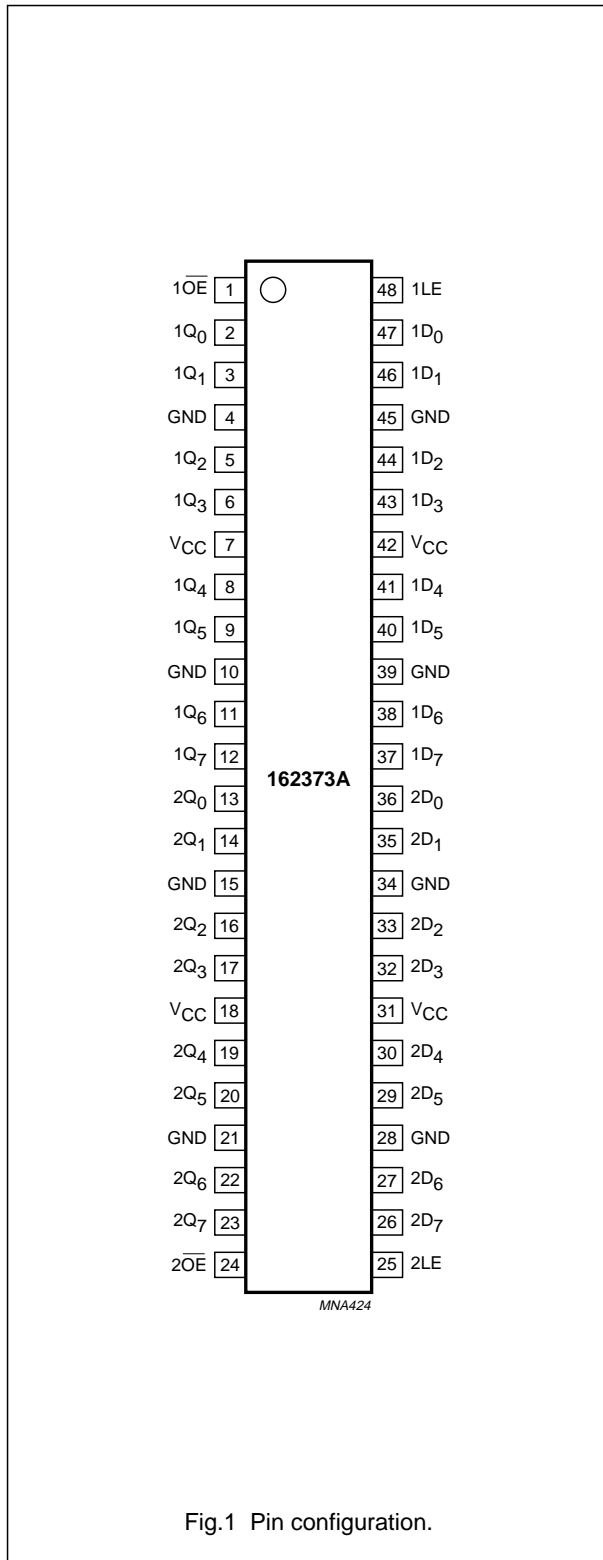 1O̅E̅ 1 48 1LE
1Q0 2 47 1D0
1Q1 3 46 1D1
GND 4 45 GND
1Q2 5 44 1D2
1Q3 6 43 1D3
VCC 7 42 VCC
1Q4 8 41 1D4
1Q5 9 40 1D5
GND 10 39 GND
1Q6 11 38 1D6
1Q7 12 37 1D7
162373A
2Q0 13 36 2D0
2Q1 14 35 2D1
GND 15 34 GND
2Q2 16 33 2D2
2Q3 17 32 2D3
VCC 18 31 VCC
2Q4 19 30 2D4
2Q5 20 29 2D5
GND 21 28 GND
2Q6 22 27 2D6
2Q7 23 26 2D7
2O̅E̅ 24 25 2LE
MNA424
Fig.1 Pin configuration.